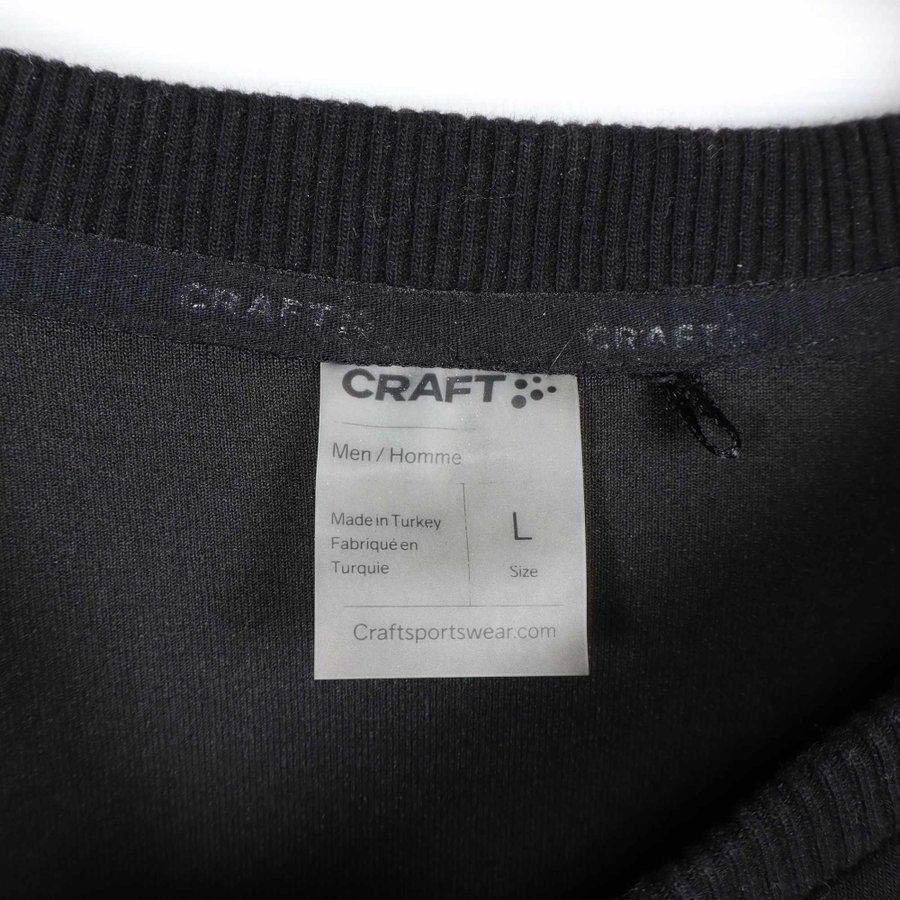 CRAFT CRAFT
CRAFT
Men / Homme
Made in Turkey
Fabriqué en
Turquie
L
Size
Craftsportswear.com